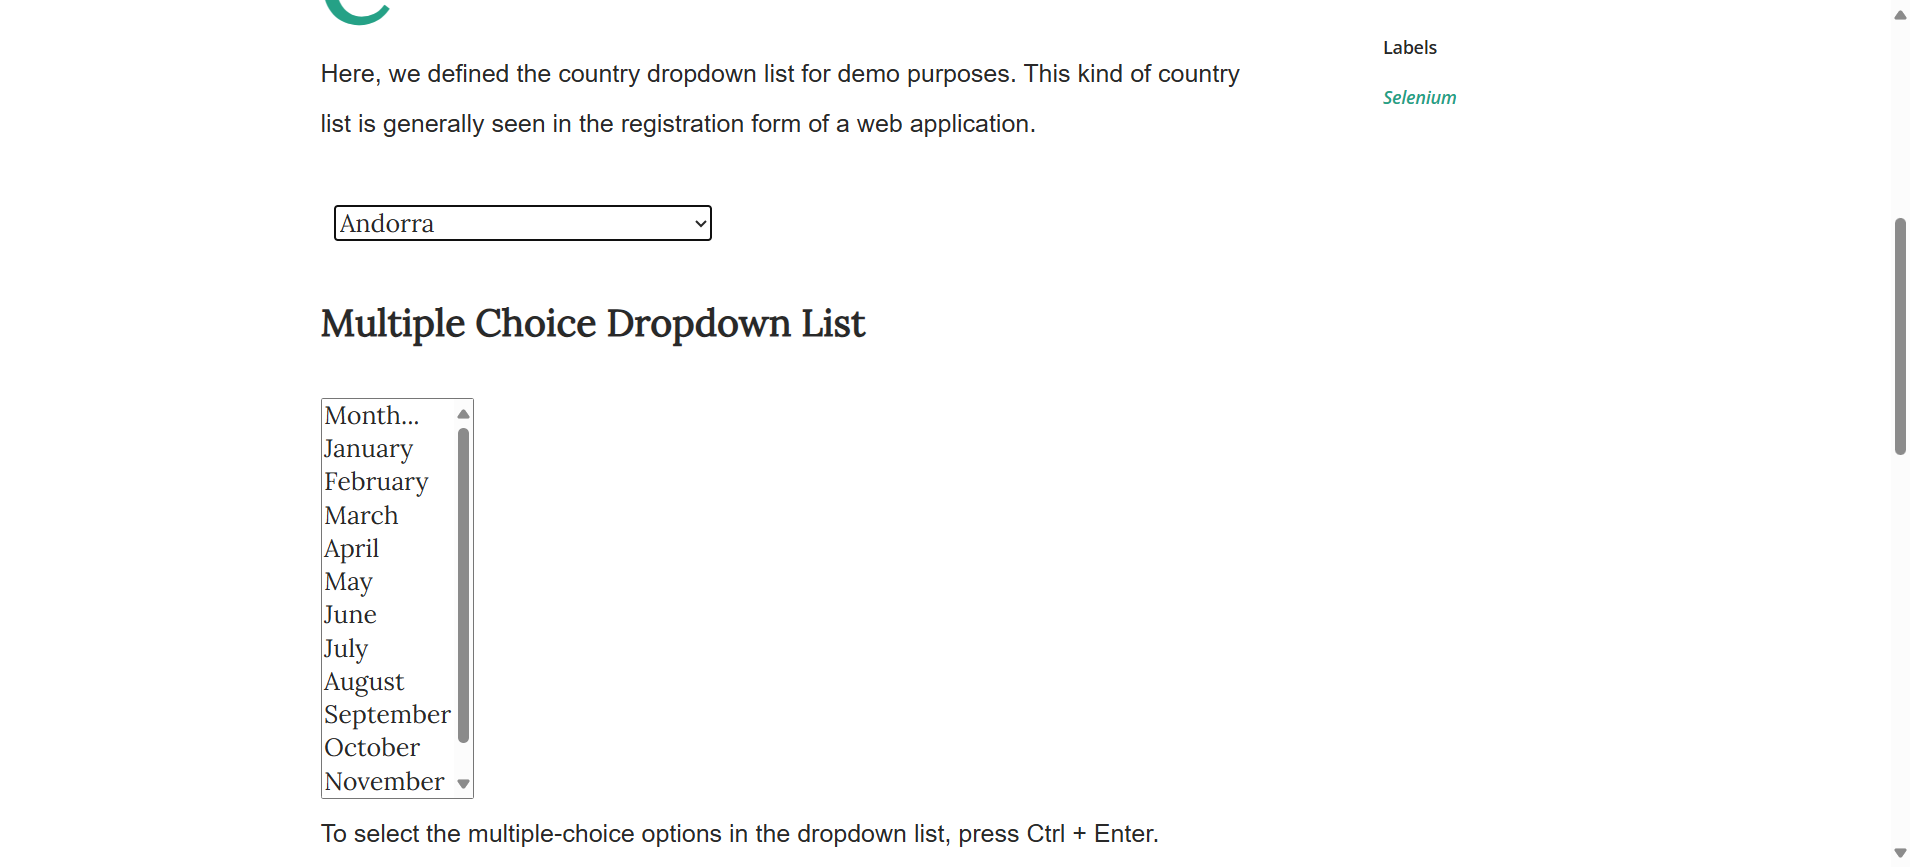 Here, we defined the country dropdown list for demo purposes. This kind of country
list is generally seen in the registration form of a web application.
Andorra
Multiple Choice Dropdown List
Month...
January
February
March
April
May
June
July
August
September
October
November
To select the multiple-choice options in the dropdown list, press Ctrl + Enter.
Labels
Selenium